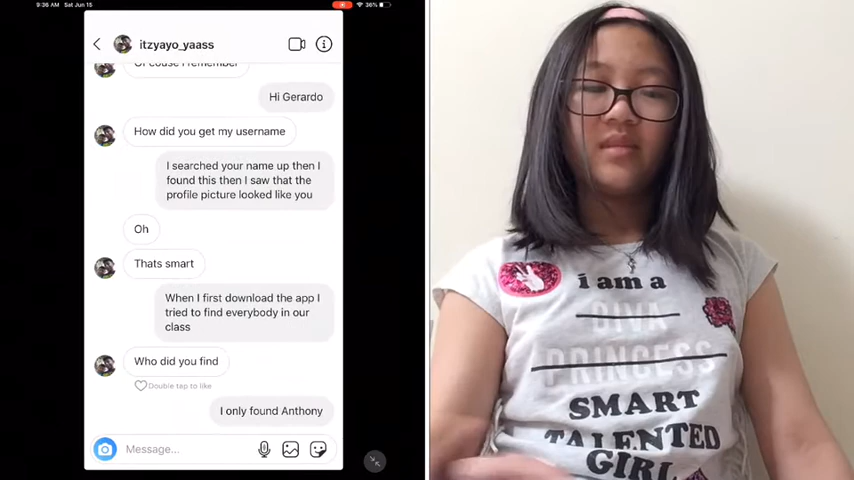 9:36 AM Sat Jun 15
36%
itzyayo_yaass
Of couse I remember
Hi Gerardo
How did you get my username
I searched your name up then I
found this then I saw that the
profile picture looked like you
Oh
Thats smart
When I first download the app I
tried to find everybody in our
class
Who did you find
Double tap to like
I only found Anthony
Message...
i am a
DIVA
PRINCESS
SMART
TALENTED
GIRL